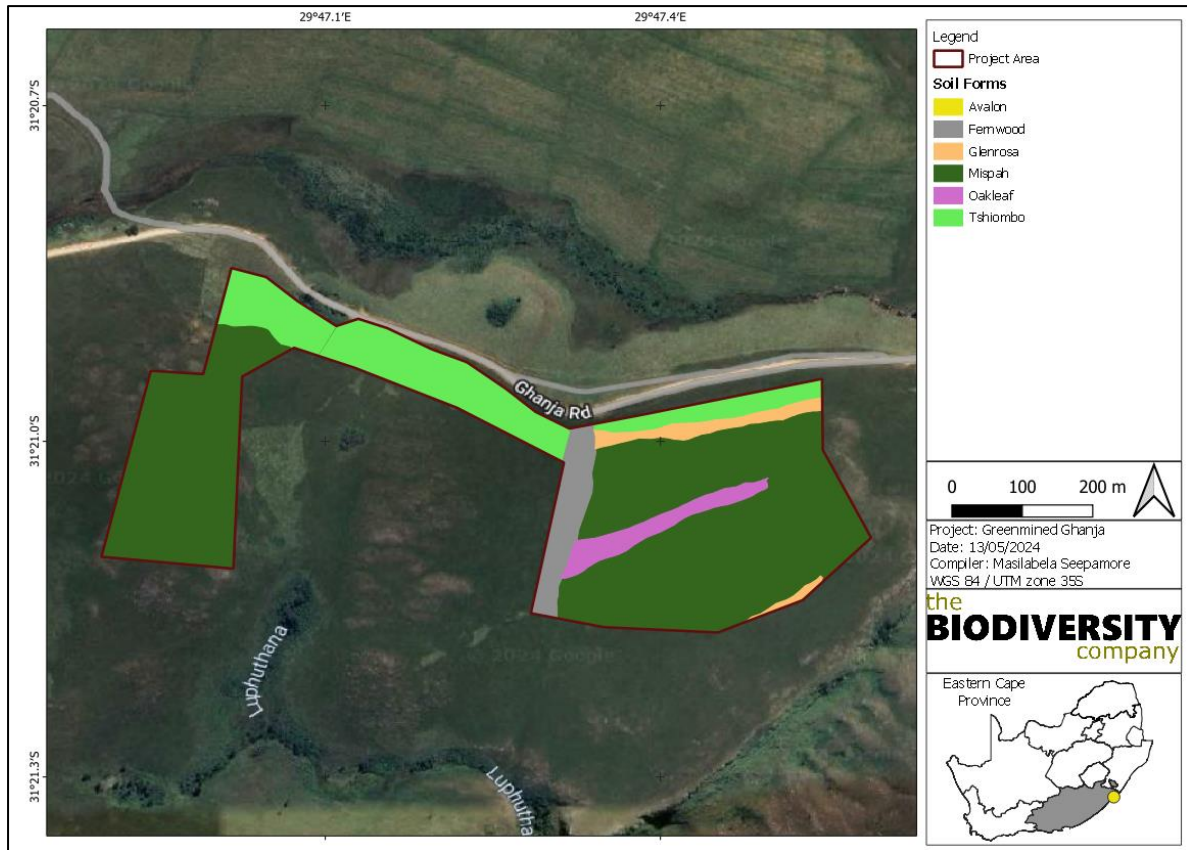 29°47.1'E
29°47.4'E
31°20.7'S
31°21.0'S
31°21.3'S
Ghanja Rd
Luphuthana
Luphuthana
2024 Google
Legend
Project Area
Soil Forms
Avalon
Fernwood
Glenrosa
Mispah
Oakleaf
Tshiombo
0 100 200 m
Project: Greenmined Ghanja
Date: 13/05/2024
Compiler: Masilabela Seepamore
WGS 84 / UTM zone 35S
the
BIODIVERSITY
company
Eastern Cape
Province